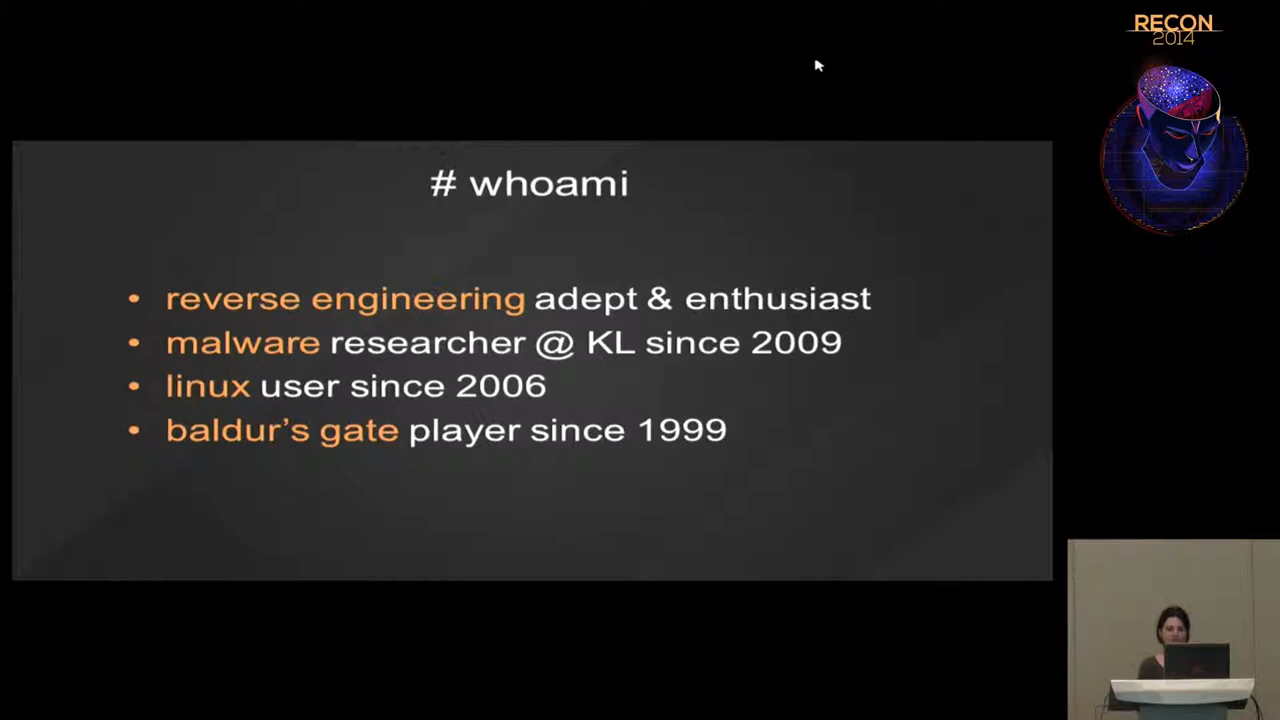 RECON
2014
# whoami
• reverse engineering adept & enthusiast
• malware researcher @ KL since 2009
• linux user since 2006
• baldur's gate player since 1999